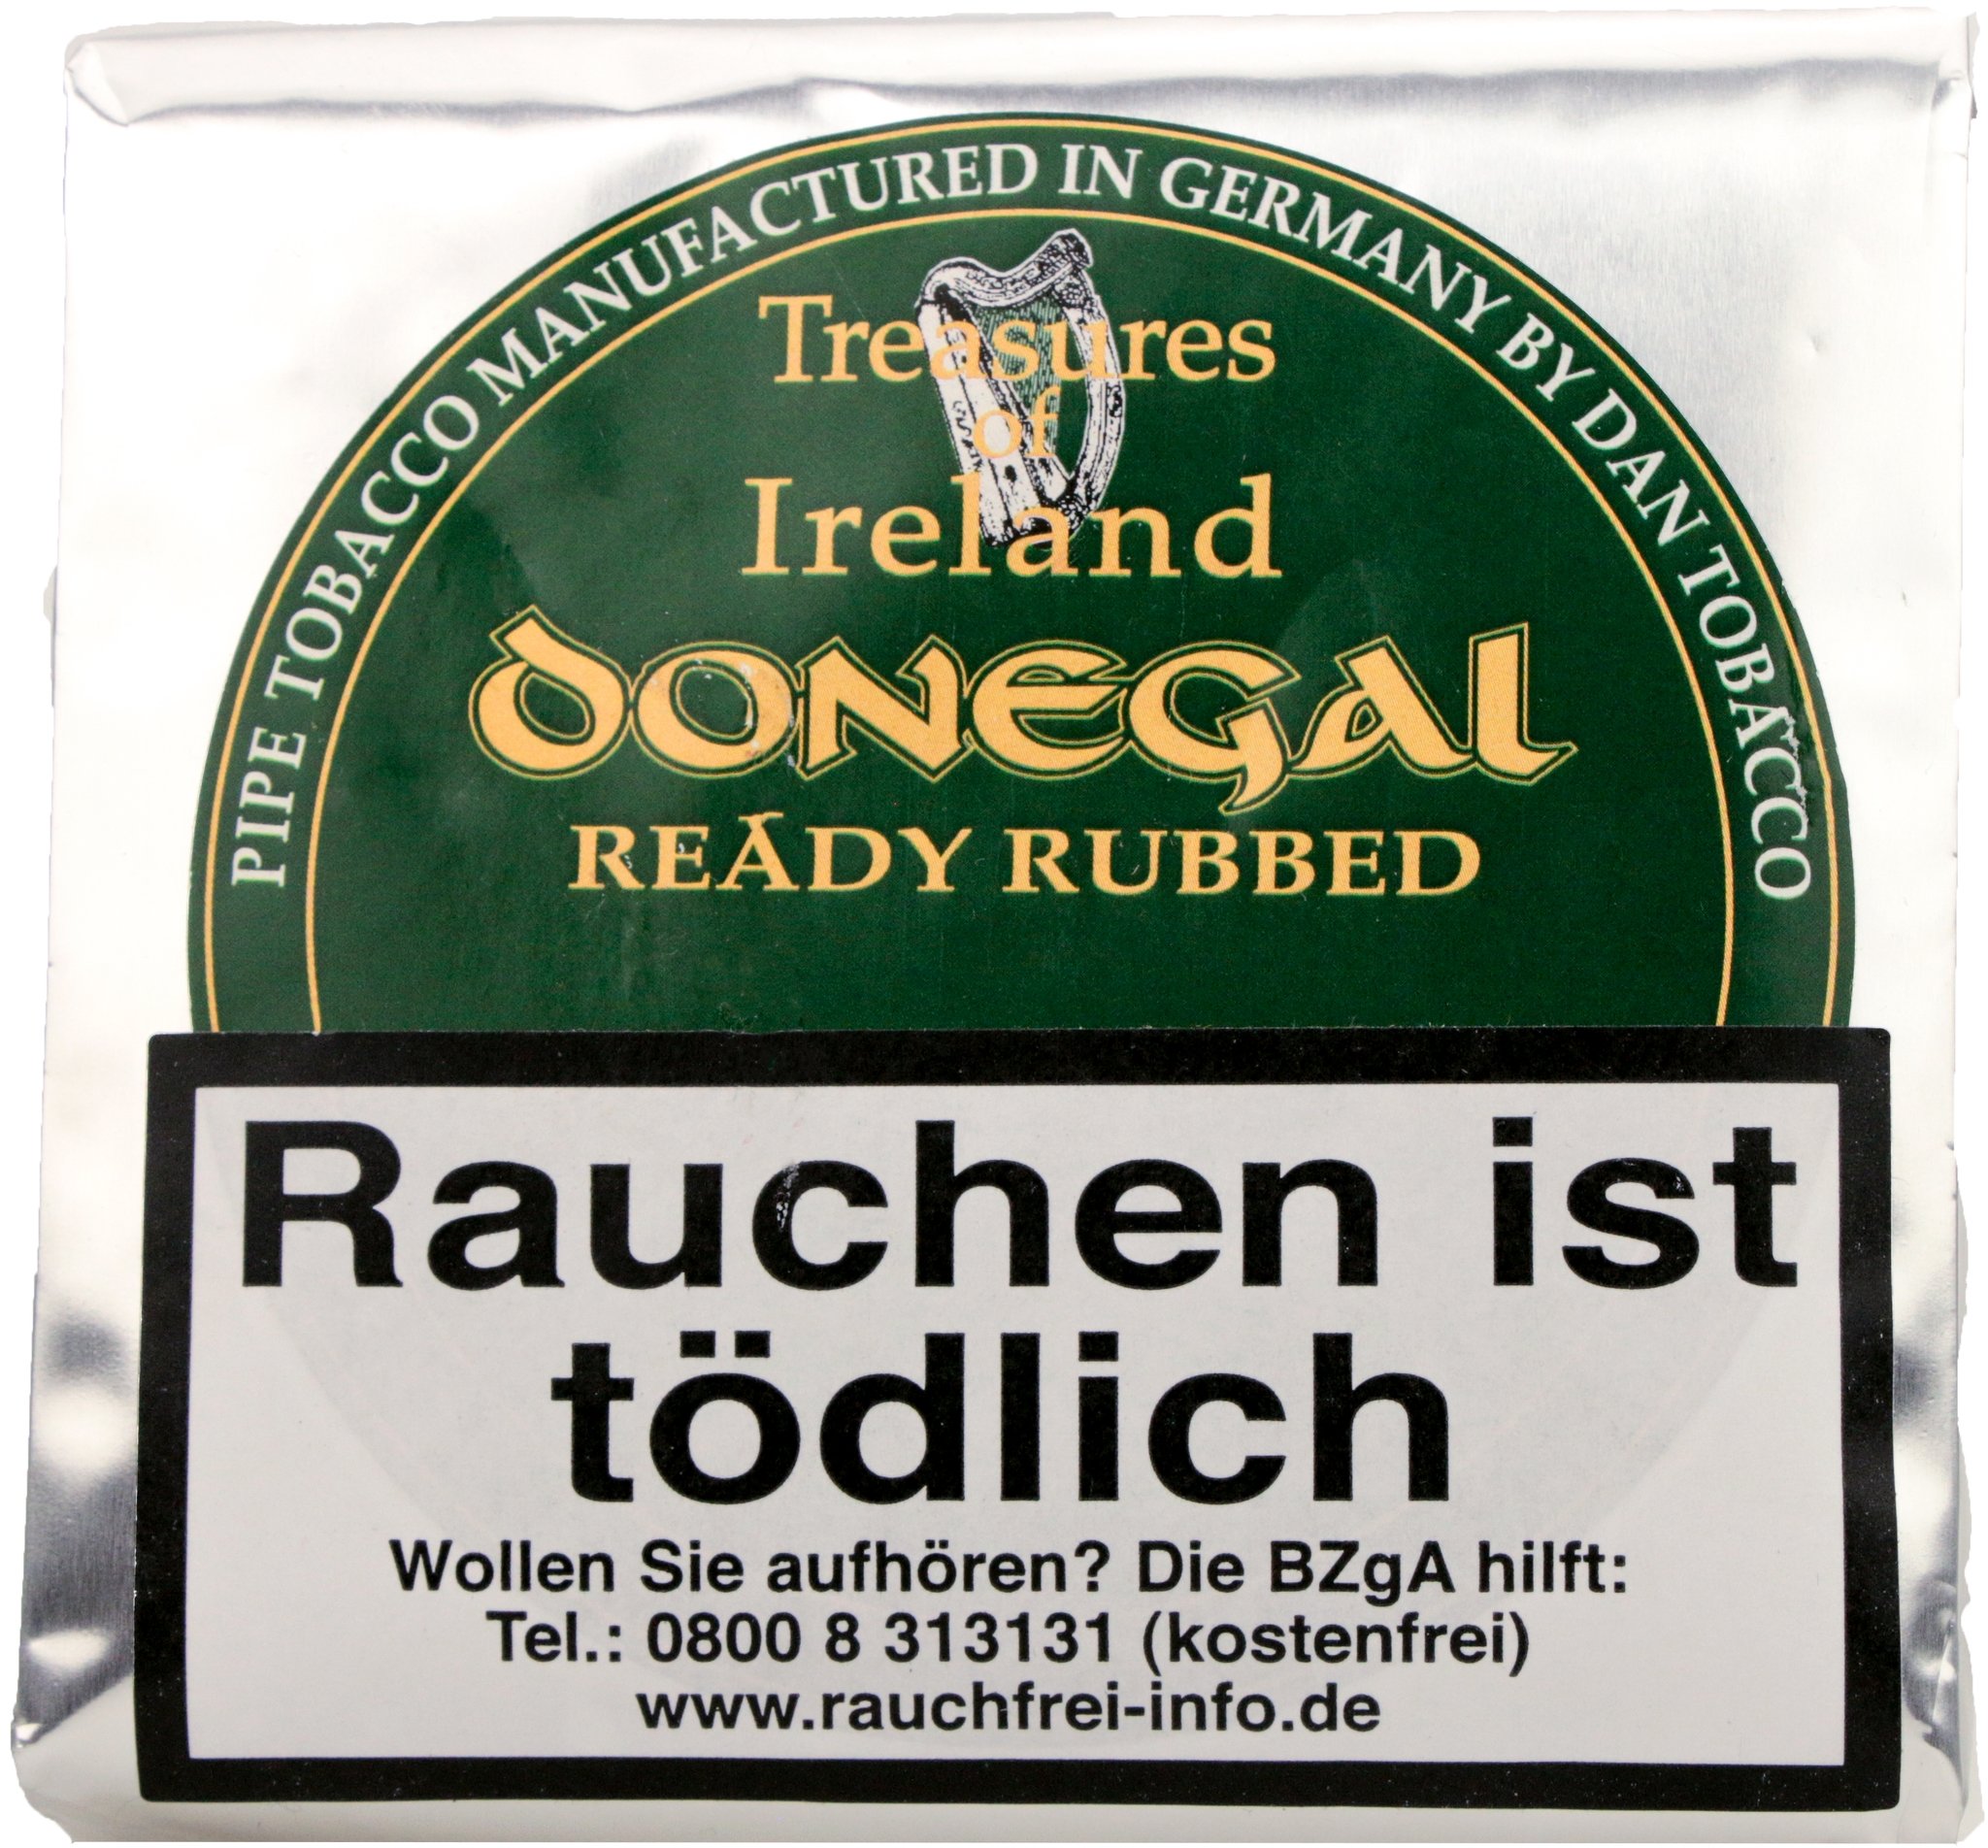 PIPE TOBACCO MANUFACTURED IN GERMANY BY DAN TOBACCO
Treasures
of
Ireland
DONEGAL
REÁDY RUBBED
Rauchen ist
tödlich
Wollen Sie aufhören? Die BZgA hilft:
Tel.: 0800 8 313131 (kostenfrei)
www.rauchfrei-info.de